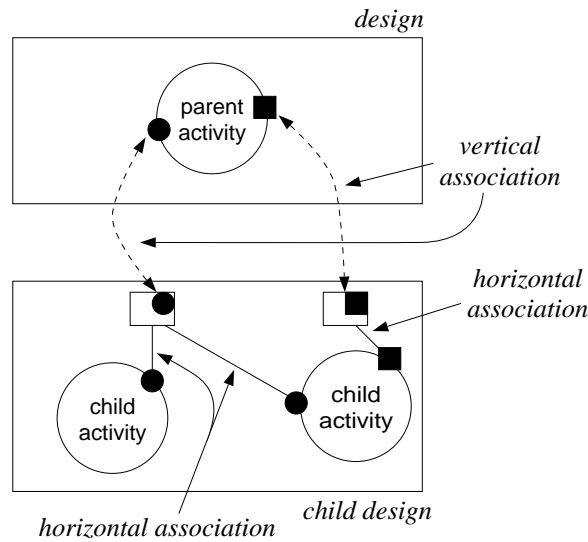 design
parent
activity
vertical
association
horizontal
association
child
activity
child
activity
child design
horizontal association